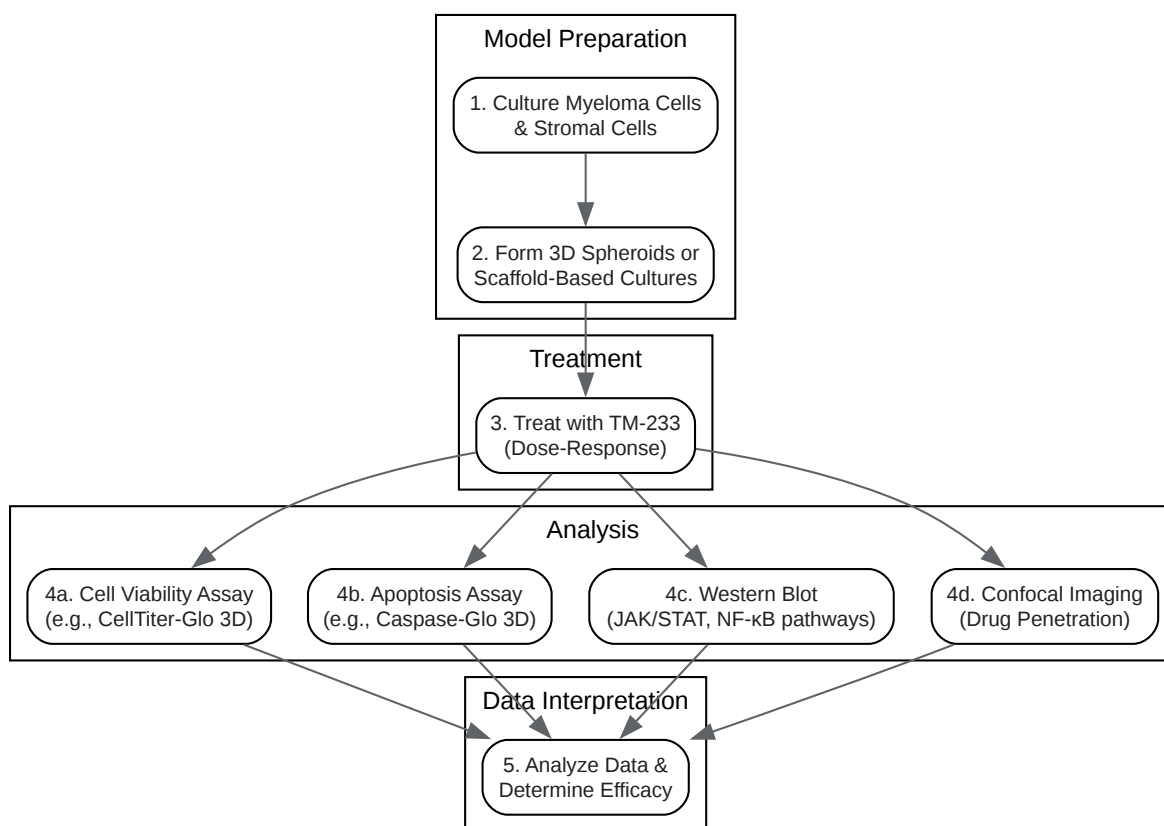 Model Preparation
1. Culture Myeloma Cells
& Stromal Cells
2. Form 3D Spheroids or
Scaffold-Based Cultures
Treatment
3. Treat with TM-233
(Dose-Response)
Analysis
4a. Cell Viability Assay
(e.g., CellTiter-Glo 3D)
4b. Apoptosis Assay
(e.g., Caspase-Glo 3D)
4c. Western Blot
(JAK/STAT, NF-κB pathways)
4d. Confocal Imaging
(Drug Penetration)
Data Interpretation
5. Analyze Data &
Determine Efficacy